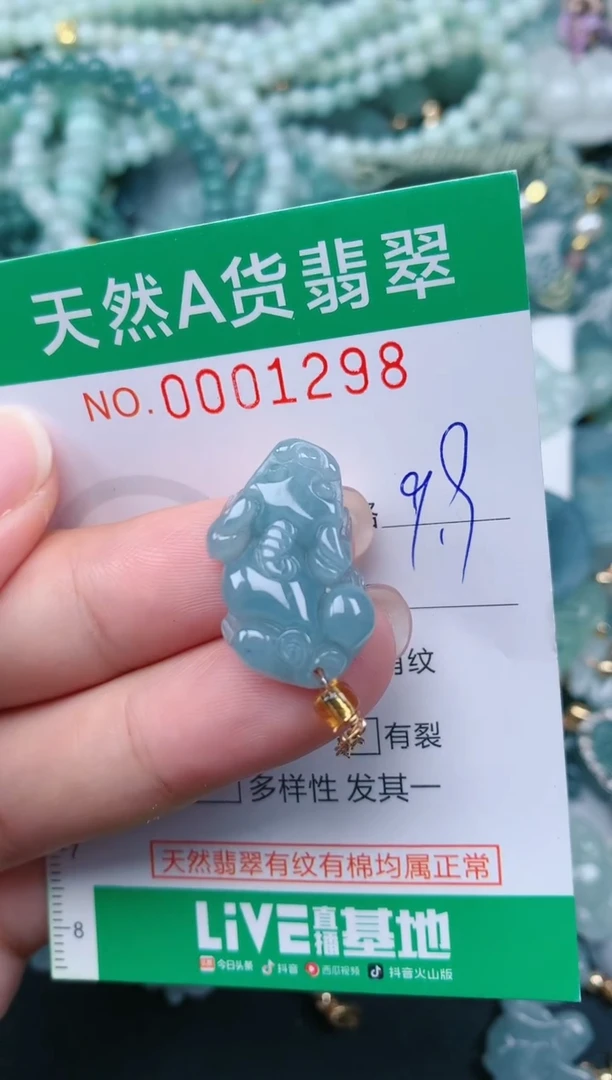 天然A货翡翠
NO.0001298
格
有纹
有裂
多样性 发其一
天然翡翠有纹有棉均属正常
7
8
LiVE直播基地
今日头条 抖音 西瓜视频 抖音火山版